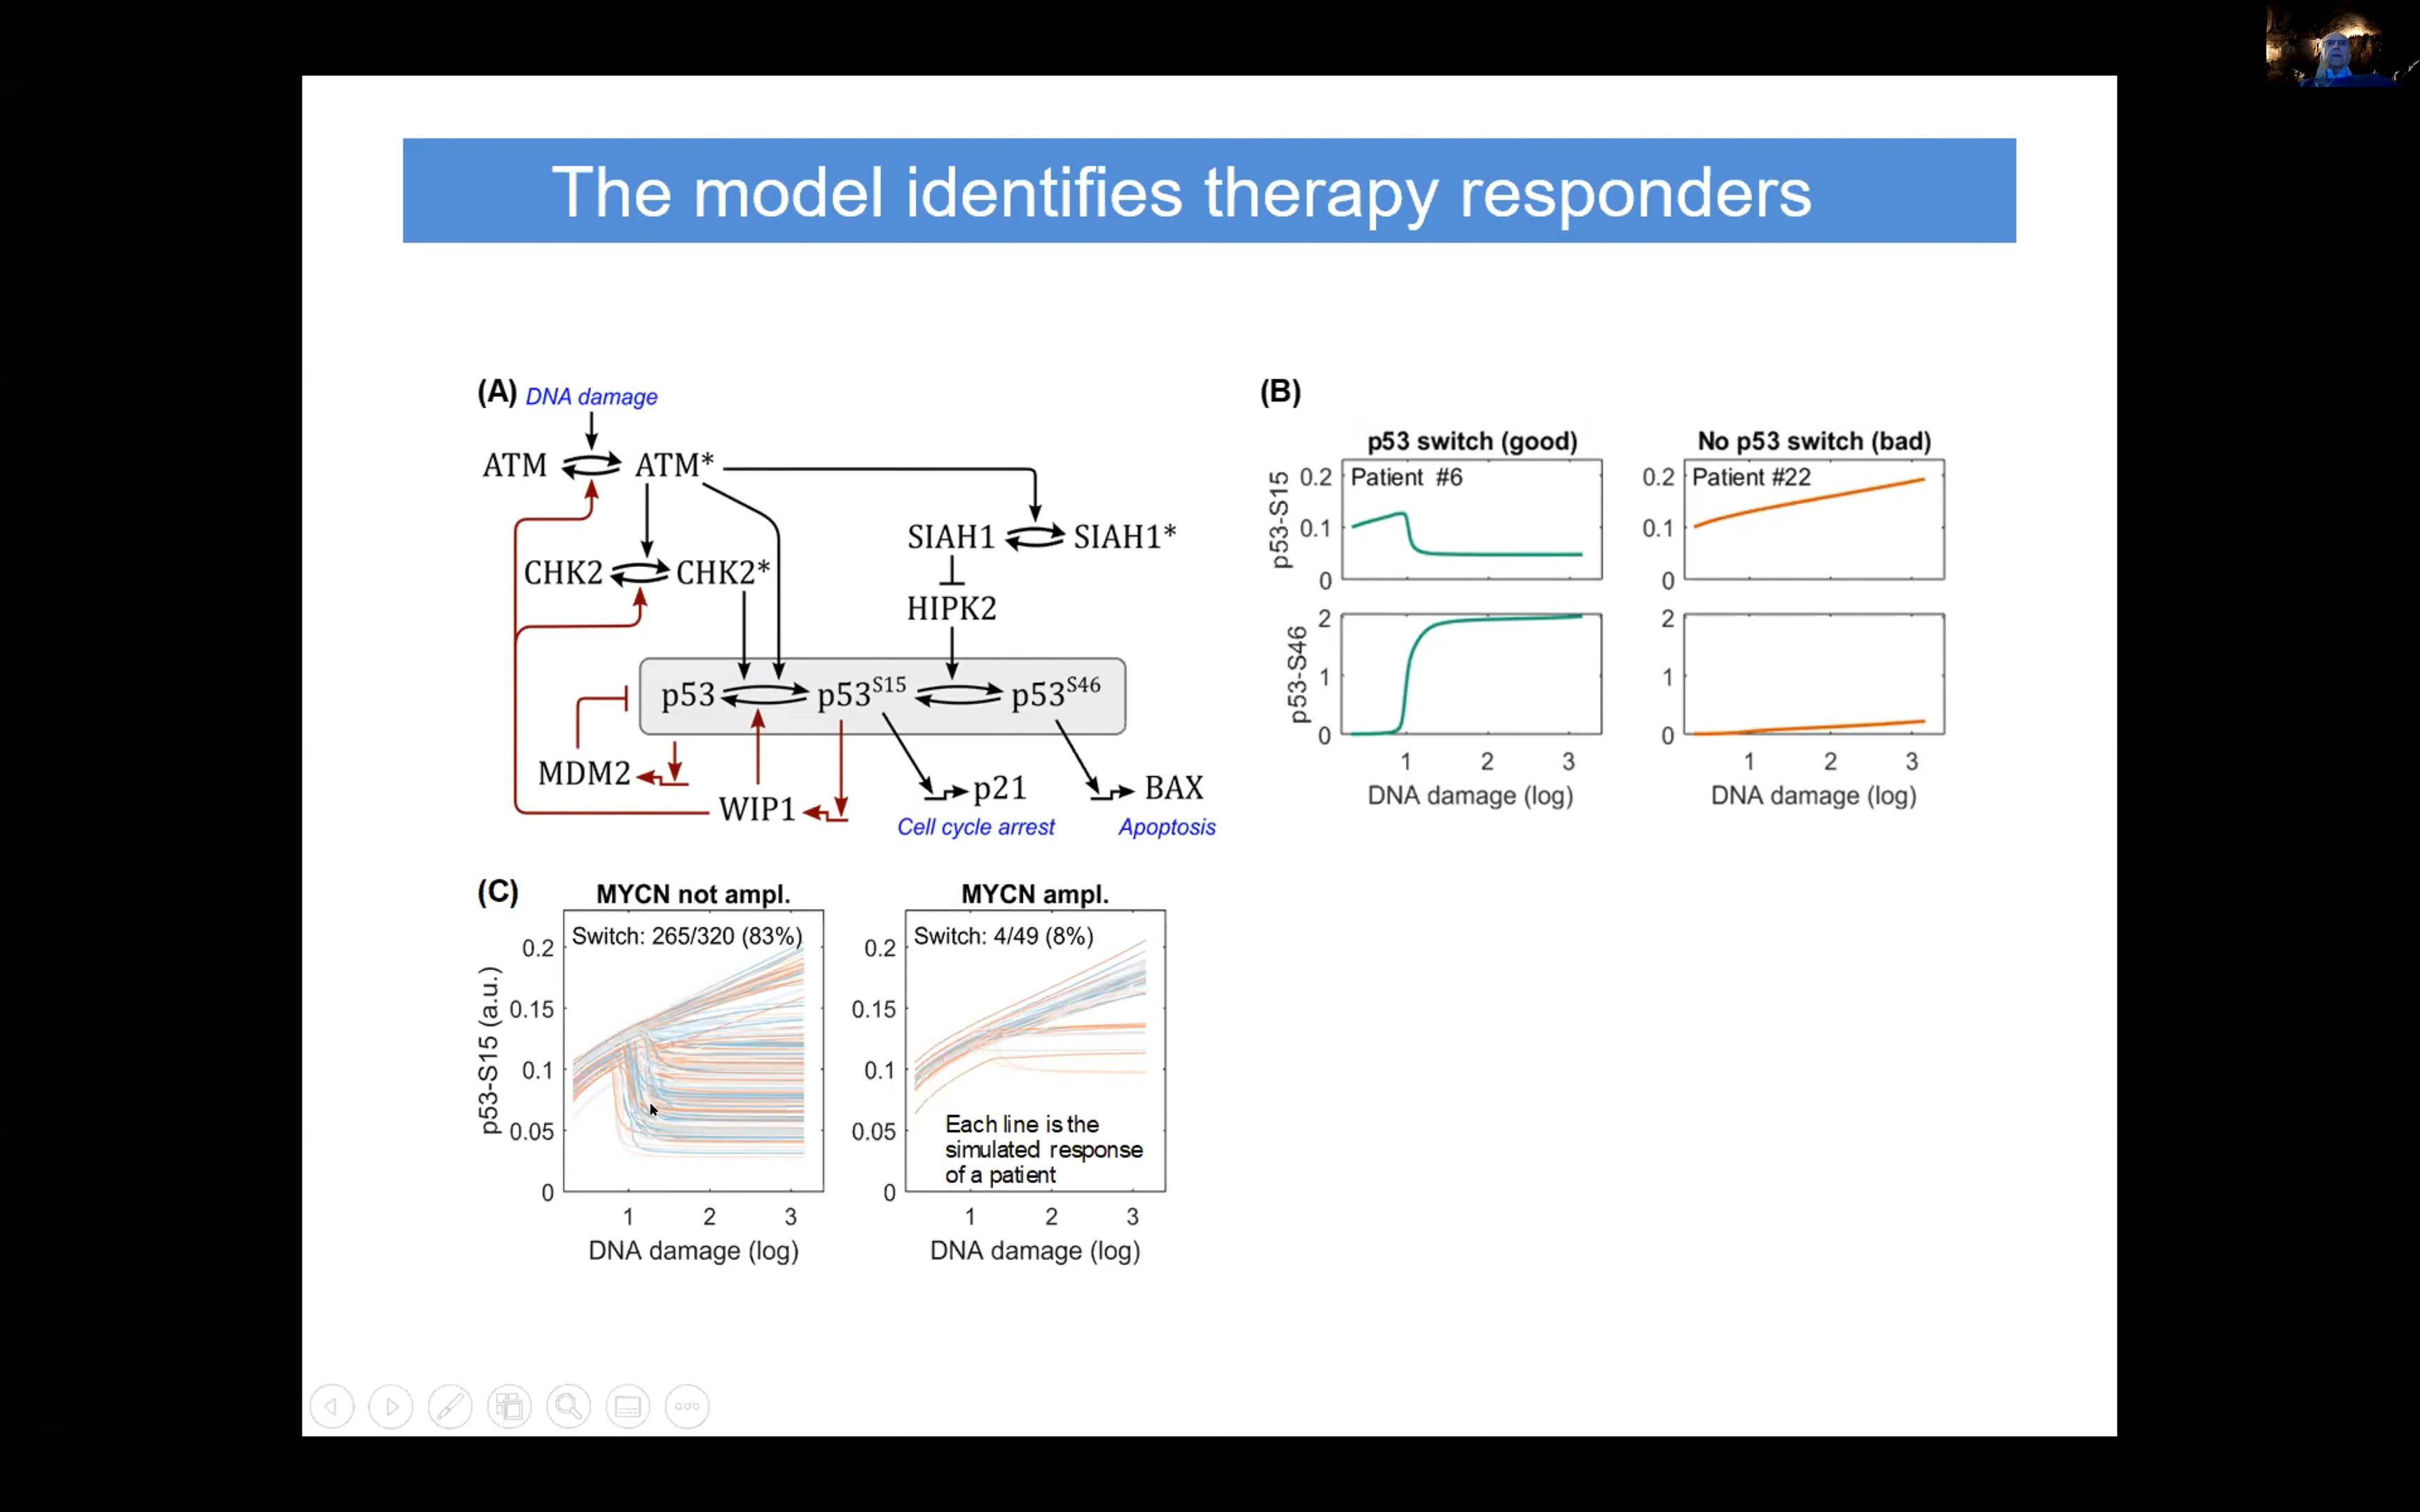 The model identifies therapy responders
(A) DNA damage
ATM ATM*
SIAH1 SIAH1*
CHK2 CHK2*
HIPK2
p53 p53S15 p53S46
MDM2
WIP1
p21
BAX
Cell cycle arrest
Apoptosis
(B)
p53 switch (good)
No p53 switch (bad)
p53-S15
0.2
0.1
0
Patient #6
0.2
0.1
0
Patient #22
p53-S46
2
1
0
1 2 3
DNA damage (log)
2
1
0
1 2 3
DNA damage (log)
(C)
MYCN not ampl.
Switch: 265/320 (83%)
p53-S15 (a.u.)
0.2
0.15
0.1
0.05
0
1 2 3
DNA damage (log)
MYCN ampl.
Switch: 4/49 (8%)
0.2
0.15
0.1
0.05
0
Each line is the
simulated response
of a patient
1 2 3
DNA damage (log)